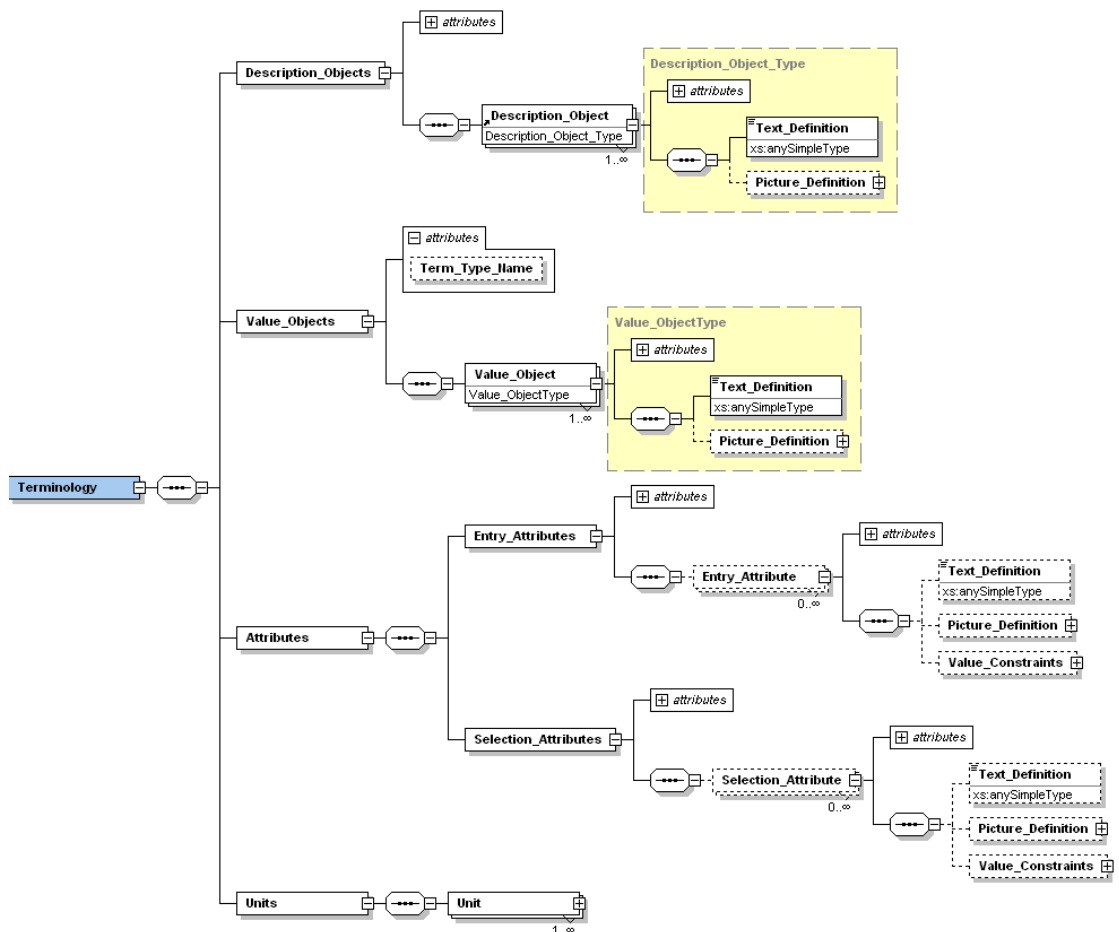 attributes
Description_Objects
Description_Object
Description_Object_Type
1..∞
Description_Object_Type
attributes
Text_Definition
xs:anySimpleType
Picture_Definition
attributes
Term_Type_Name
Value_Objects
Value_Object
Value_ObjectType
1..∞
Value_ObjectType
attributes
Text_Definition
xs:anySimpleType
Picture_Definition
Terminology
attributes
Entry_Attributes
Entry_Attribute
0..∞
attributes
Text_Definition
xs:anySimpleType
Picture_Definition
Value_Constraints
Attributes
attributes
Selection_Attributes
Selection_Attribute
0..∞
attributes
Text_Definition
xs:anySimpleType
Picture_Definition
Value_Constraints
Units
Unit
1..∞